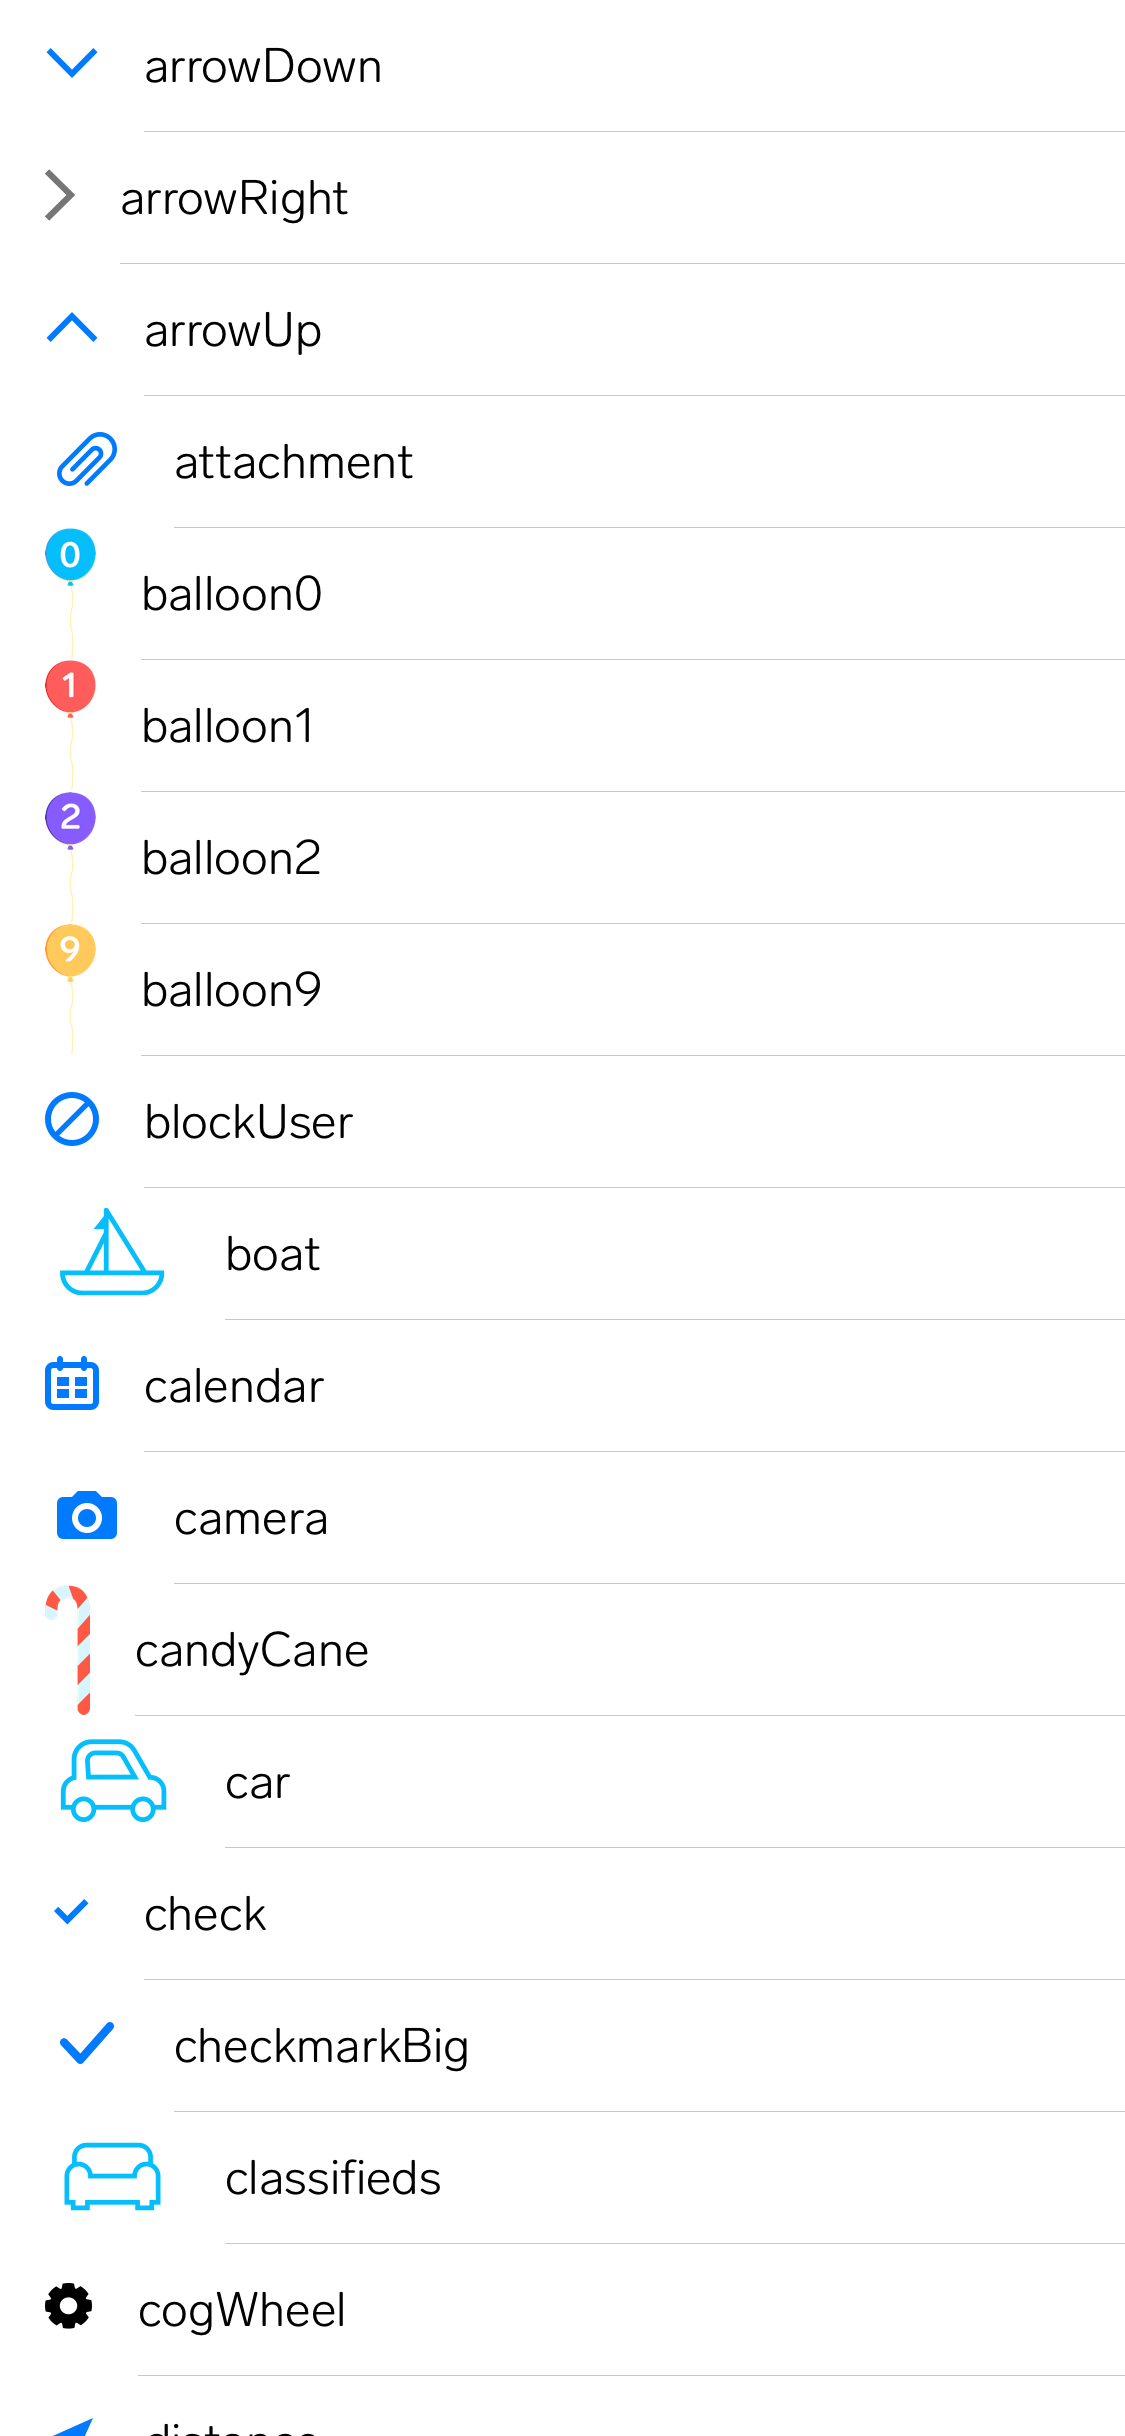 arrowDown
arrowRight
arrowUp
attachment
0
balloon0
1
balloon1
2
balloon2
9
balloon9
blockUser
boat
calendar
camera
candyCane
car
check
checkmarkBig
classifieds
cogWheel
distance